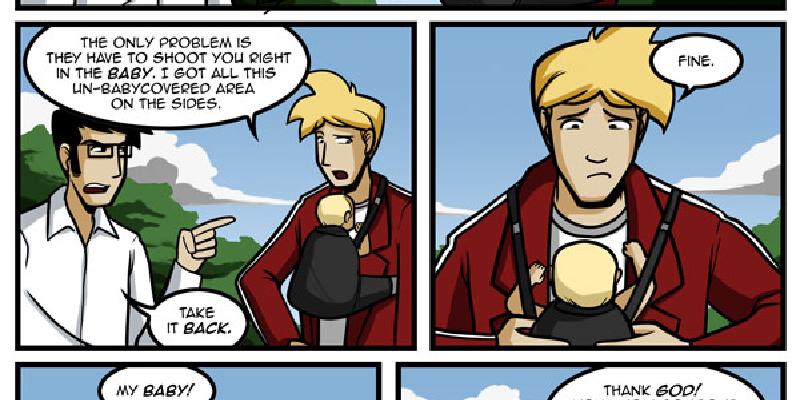 THE ONLY PROBLEM IS
THEY HAVE TO SHOOT YOU RIGHT
IN THE BABY. I GOT ALL THIS
UN-BABYCOVERED AREA
ON THE SIDES.
TAKE
IT BACK.
FINE.
MY BABY!
THANK GOD!